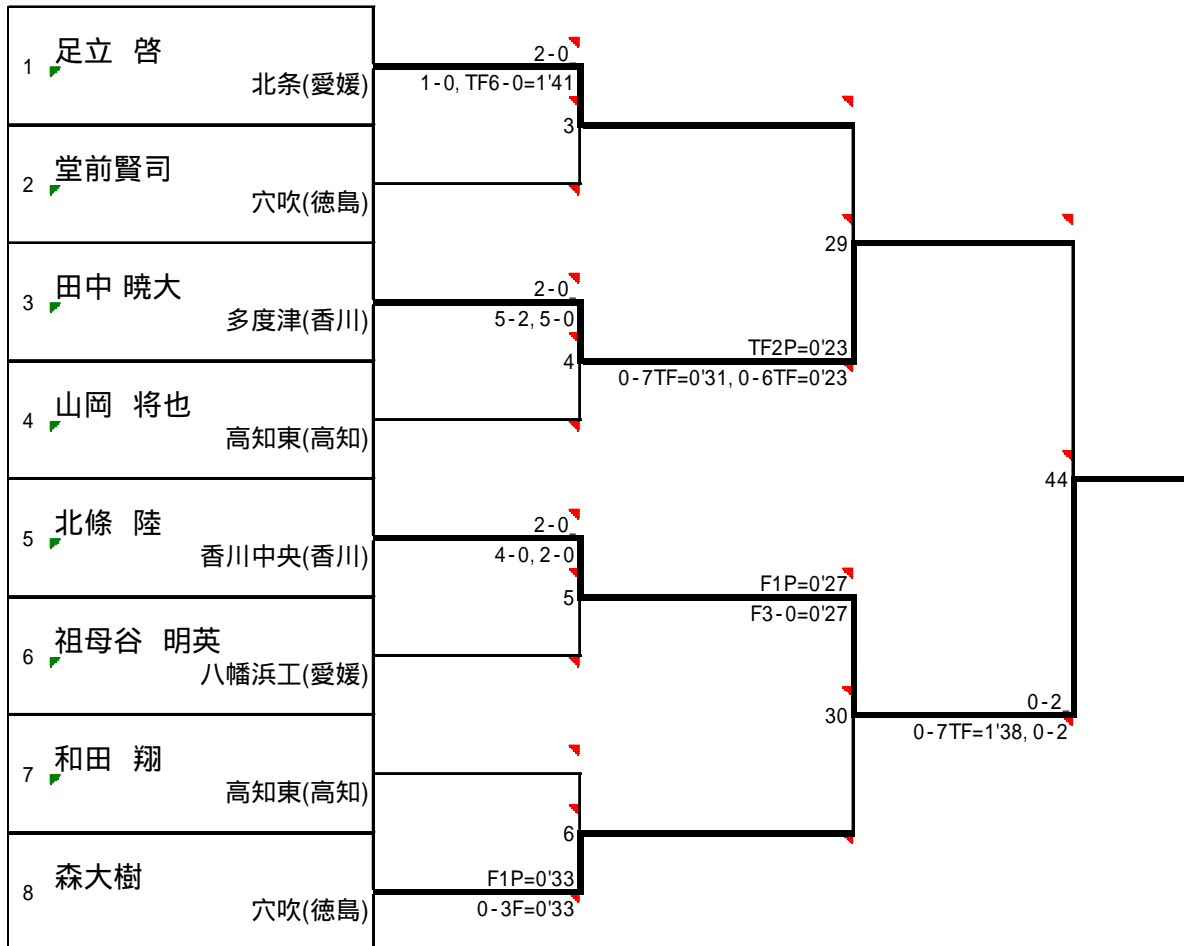 1 足立 啓
北条(愛媛)
2-0
1-0, TF6-0=1'41
3
2 堂前賢司
穴吹(徳島)
29
3 田中 暁大
多度津(香川)
2-0
5-2, 5-0
4
TF2P=0'23
0-7TF=0'31, 0-6TF=0'23
4 山岡 将也
高知東(高知)
44
5 北條 陸
香川中央(香川)
2-0
4-0, 2-0
5
F1P=0'27
F3-0=0'27
6 祖母谷 明英
八幡浜工(愛媛)
30
0-2
0-7TF=1'38, 0-2
7 和田 翔
高知東(高知)
6
8 森大樹
穴吹(徳島)
F1P=0'33
0-3F=0'33